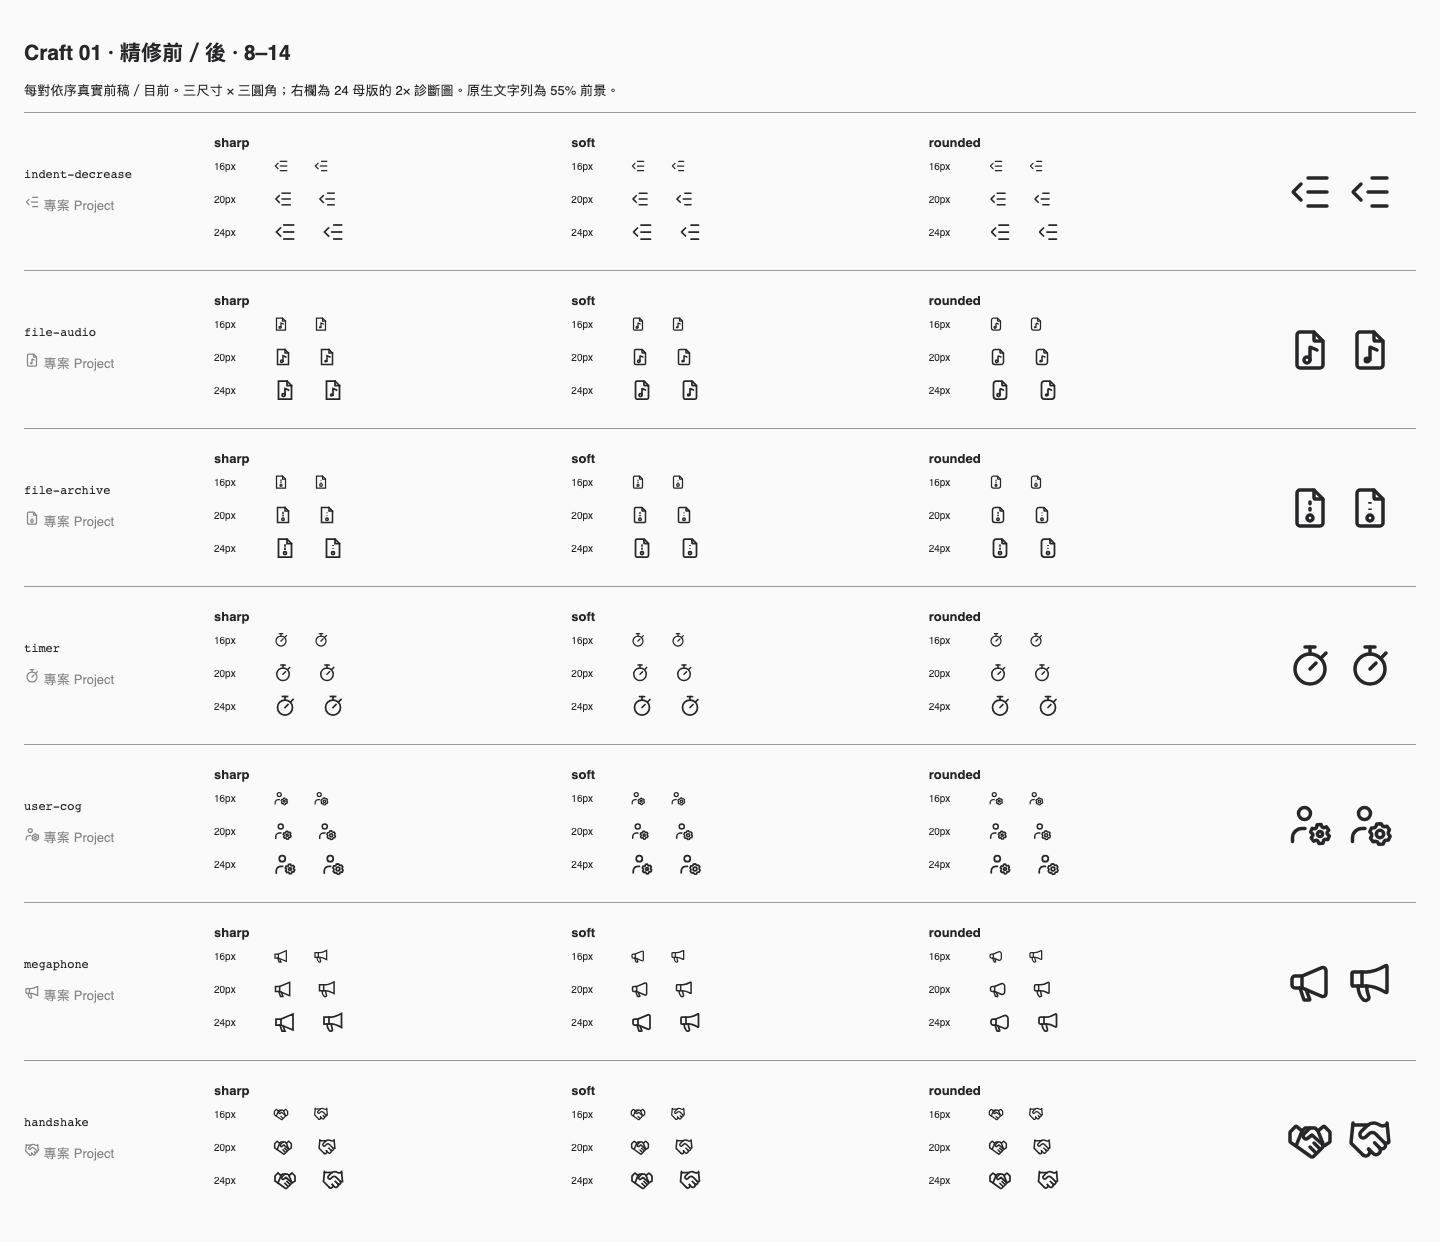 Craft 01 · 精修前 / 後 · 8–14
每對依序真實前稿 / 目前。三尺寸 × 三圓角；右欄為 24 母版的 2× 診斷圖。原生文字列為 55% 前景。
sharp soft rounded
16px 16px 16px
indent-decrease
20px 20px 20px
專案 Project
24px 24px 24px
sharp soft rounded
16px 16px 16px
file-audio
20px 20px 20px
專案 Project
24px 24px 24px
sharp soft rounded
16px 16px 16px
file-archive
20px 20px 20px
專案 Project
24px 24px 24px
sharp soft rounded
16px 16px 16px
timer
20px 20px 20px
專案 Project
24px 24px 24px
sharp soft rounded
16px 16px 16px
user-cog
20px 20px 20px
專案 Project
24px 24px 24px
sharp soft rounded
16px 16px 16px
megaphone
20px 20px 20px
專案 Project
24px 24px 24px
sharp soft rounded
16px 16px 16px
handshake
20px 20px 20px
專案 Project
24px 24px 24px